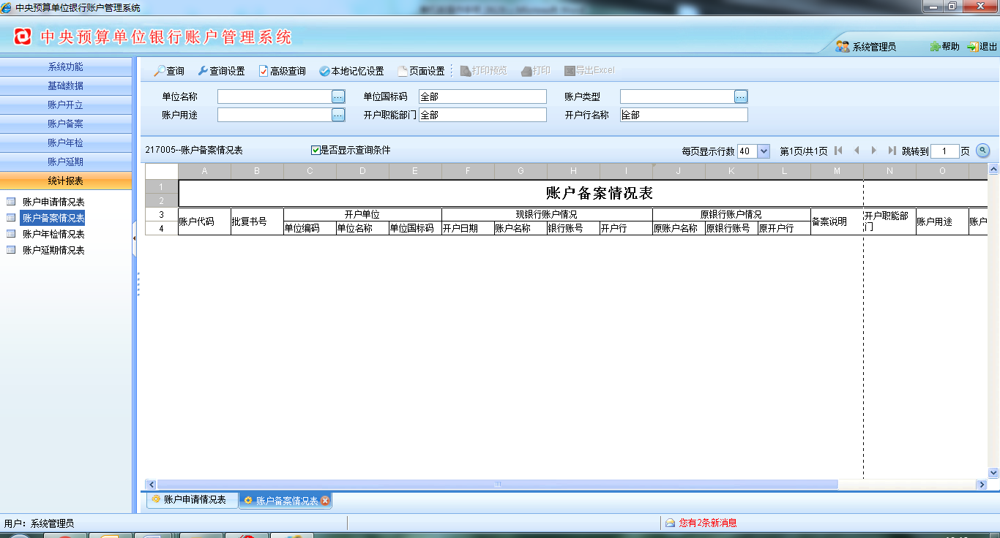 中央预算单位银行账户管理系统
中央预算单位银行账户管理系统
系统管理员 帮助 退出
系统功能
基础数据
账户开立
账户备案
账户年检
账户延期
统计报表
账户申请情况表
账户备案情况表
账户年检情况表
账户延期情况表
查询 查询设置 高级查询 本地记忆设置 页面设置 打印预览 打印 导出Excel
单位名称 ... 单位国标码 全部 账户类型 ...
账户用途 ... 开户职能部门 全部 开户行名称 全部
217005--账户备案情况表 是否显示查询条件 每页显示行数 40 第1页/共1页 跳转到 1 页
A B C D E F G H I J K L M N O
1
2
账户备案情况表
3 账户代码 批复书号 开户单位 现银行账户情况 原银行账户情况 备案说明 开户职能部门 账户用途 账户
4 单位编码 单位名称 单位国标码 开户日期 账户名称 银行账号 开户行 原账户名称 原银行账号 原开户行
账户申请情况表 账户备案情况表
用户：系统管理员 您有2条新消息